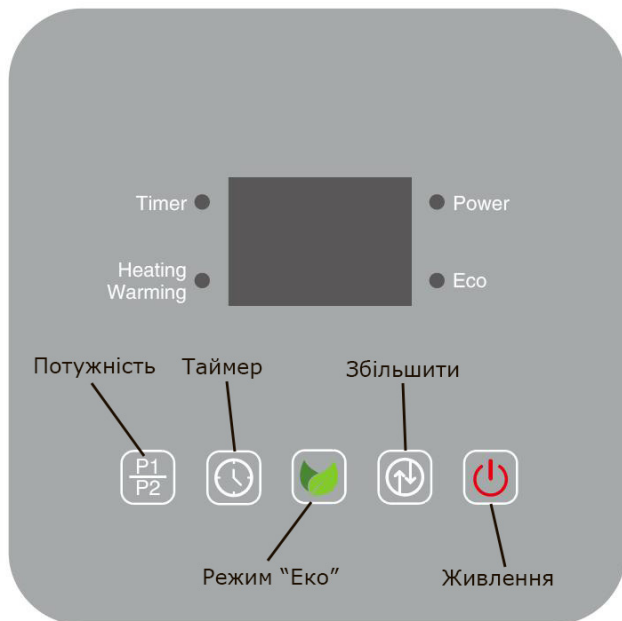 Timer
Power
Heating
Warming
Eco
Потужність
Таймер
Збільшити
P1
P2
Режим “Еко”
Живлення